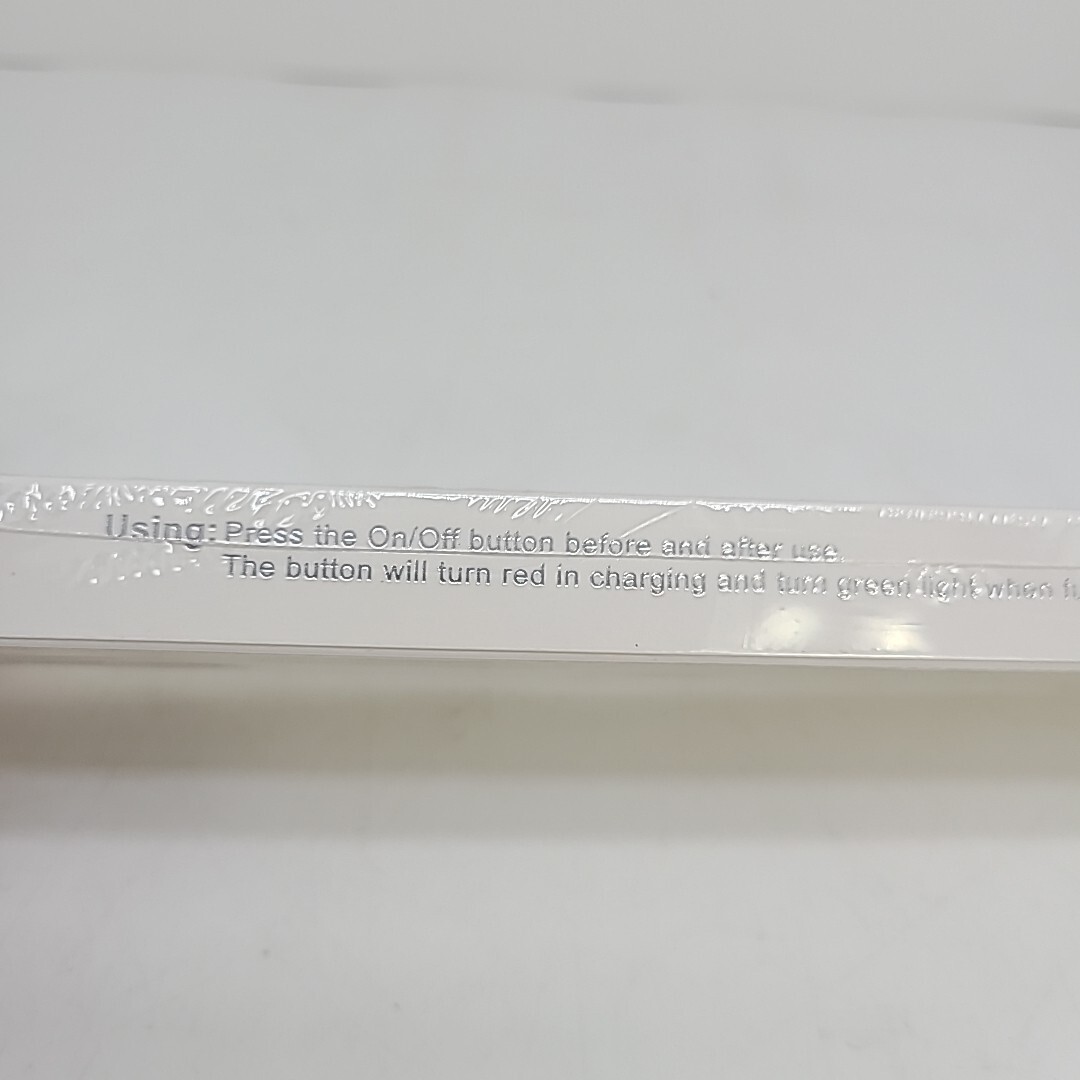 Using: Press the On/Off button before and after use.
The button will turn red in charging and turn green light when